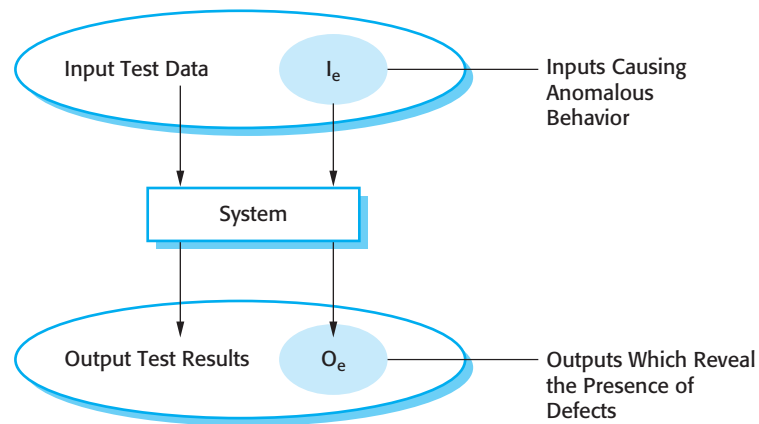 Input Test Data
Iₑ
Inputs Causing
Anomalous
Behavior
System
Output Test Results
Oₑ
Outputs Which Reveal
the Presence of
Defects